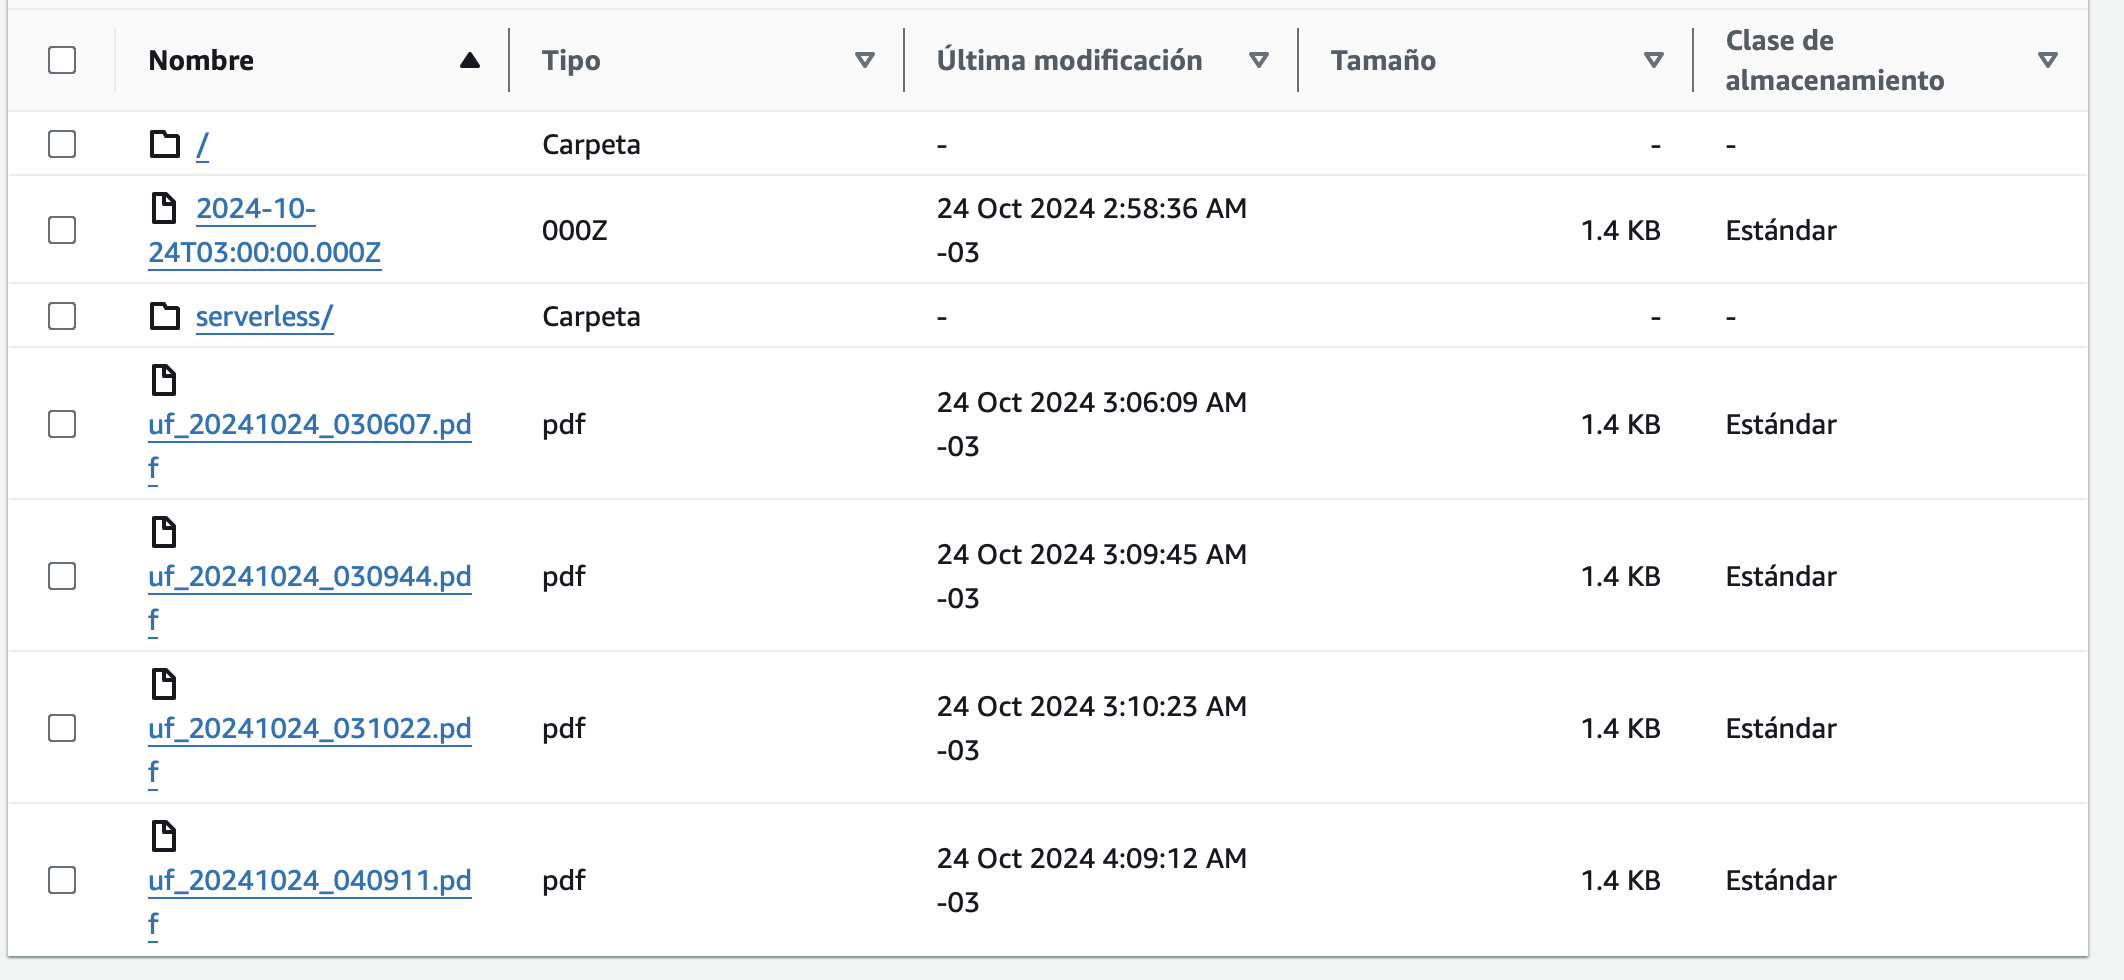 Nombre ▲ Tipo ▽ Última modificación ▽ Tamaño ▽ Clase de almacenamiento ▽
/ Carpeta - - -
2024-10-
24T03:00:00.000Z 000Z 24 Oct 2024 2:58:36 AM
-03 1.4 KB Estándar
serverless/ Carpeta - - -
uf_20241024_030607.pd
f pdf 24 Oct 2024 3:06:09 AM
-03 1.4 KB Estándar
uf_20241024_030944.pd
f pdf 24 Oct 2024 3:09:45 AM
-03 1.4 KB Estándar
uf_20241024_031022.pd
f pdf 24 Oct 2024 3:10:23 AM
-03 1.4 KB Estándar
uf_20241024_040911.pd
f pdf 24 Oct 2024 4:09:12 AM
-03 1.4 KB Estándar